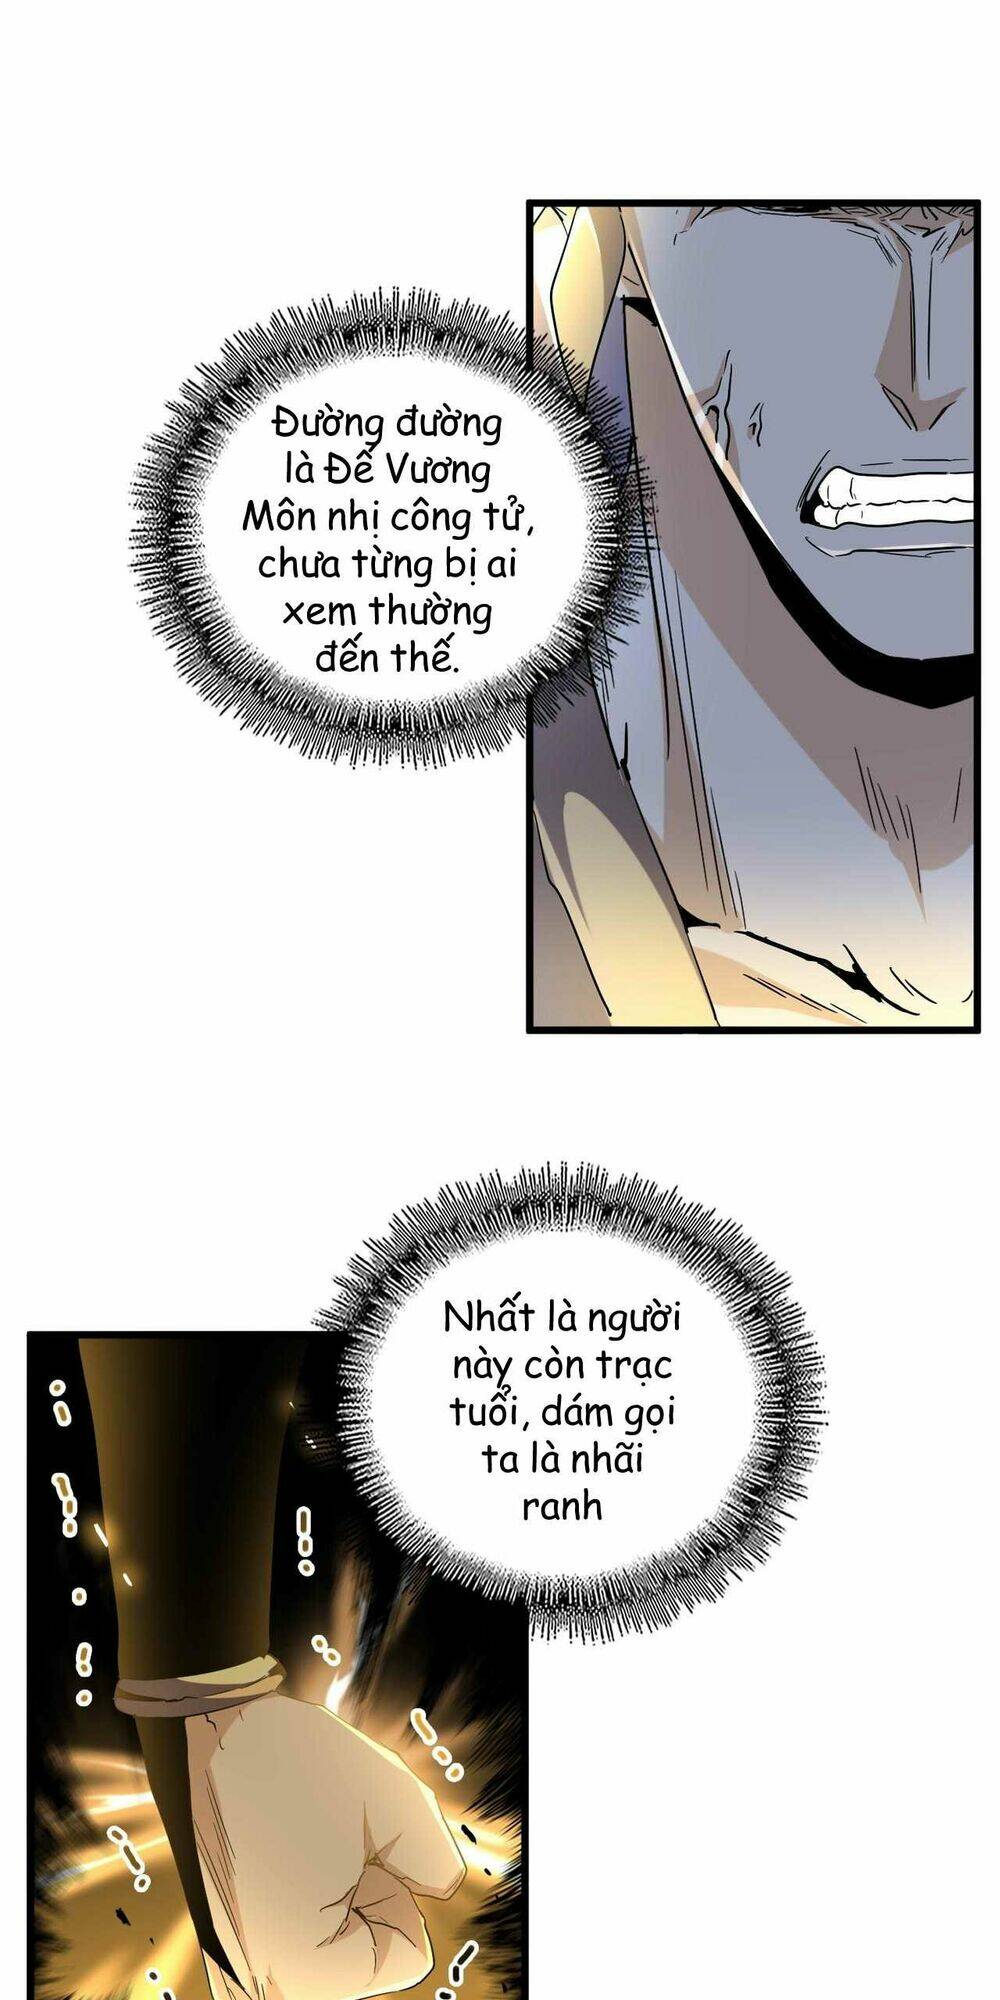 Đường đường
là Đế Vương
Môn nhị công tử,
chưa từng bị ai
xem thường
đến thế.
Nhất là người
này còn trạc
tuổi, dám gọi
ta là nhãi
ranh